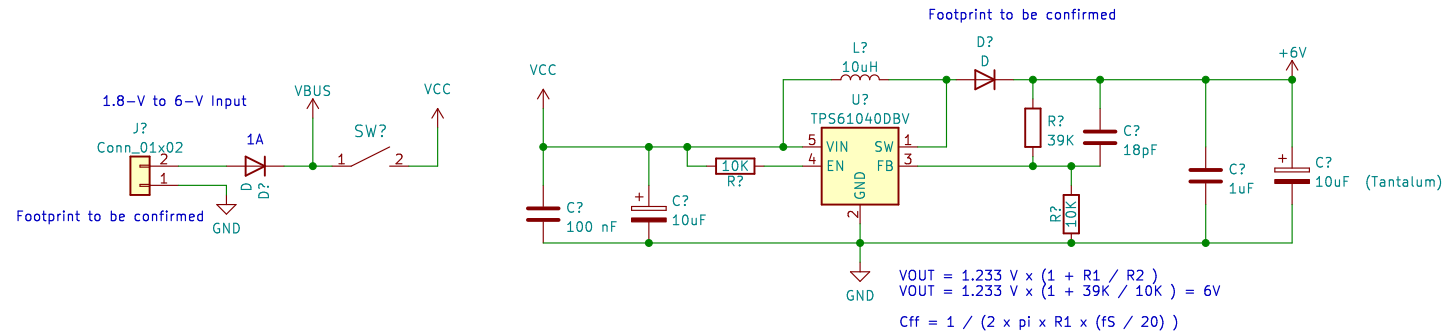 Footprint to be confirmed
1.8-V to 6-V Input
J?
Conn_01x02
2
1
1A
D
D?
Footprint to be confirmed
GND
VBUS
SW?
1
2
VCC
VCC
L?
10uH
D?
D
+6V
U?
TPS61040DBV
5
VIN
SW
1
4
EN
FB
3
GND
2
10K
R?
R?
39K
C?
18pF
R?
10K
C?
100 nF
+
C?
10uF
C?
1uF
+
C?
10uF (Tantalum)
GND
VOUT = 1.233 V x (1 + R1 / R2 )
VOUT = 1.233 V x (1 + 39K / 10K ) = 6V
Cff = 1 / (2 x pi x R1 x (fS / 20) )